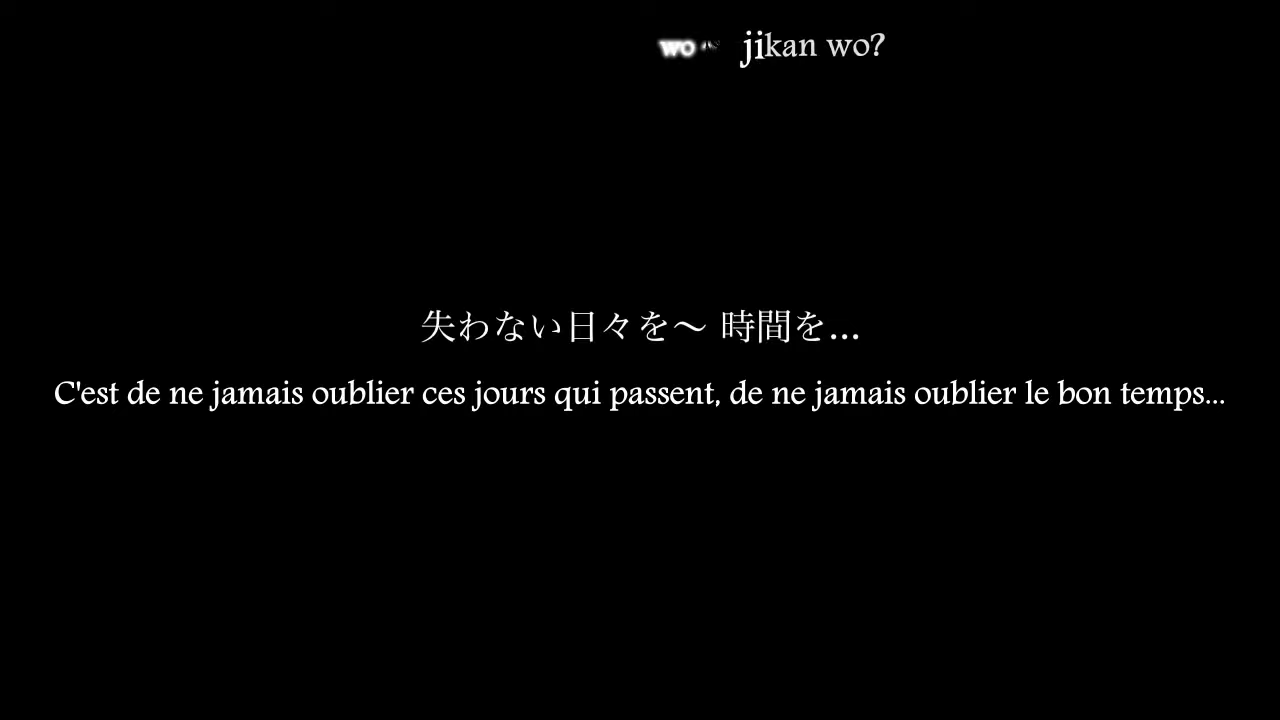 wo ~ jikan wo?
失わない日々を～ 時間を...
C'est de ne jamais oublier ces jours qui passent, de ne jamais oublier le bon temps...